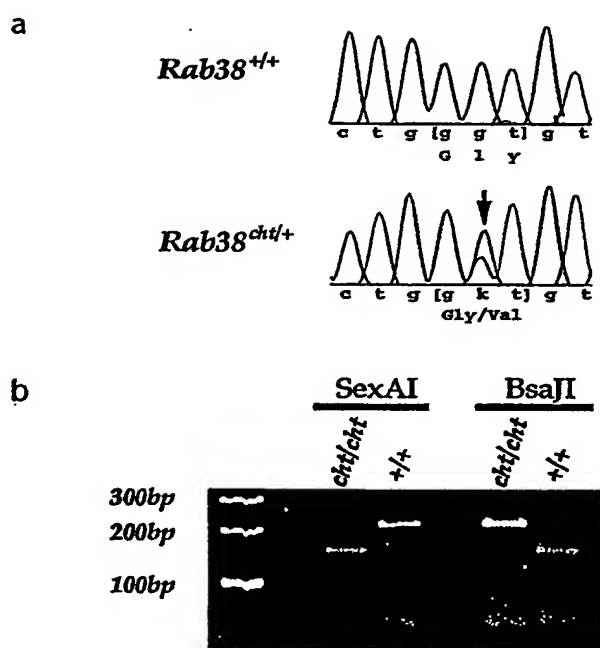 a
Rab38+/+
c t g [g g t] g t
G l y
Rab38cht/+
c t g [g k t] g t
Gly/Val
b
SexAI BsaJI
cht/cht +/+ cht/cht +/+
300bp
200bp
100bp